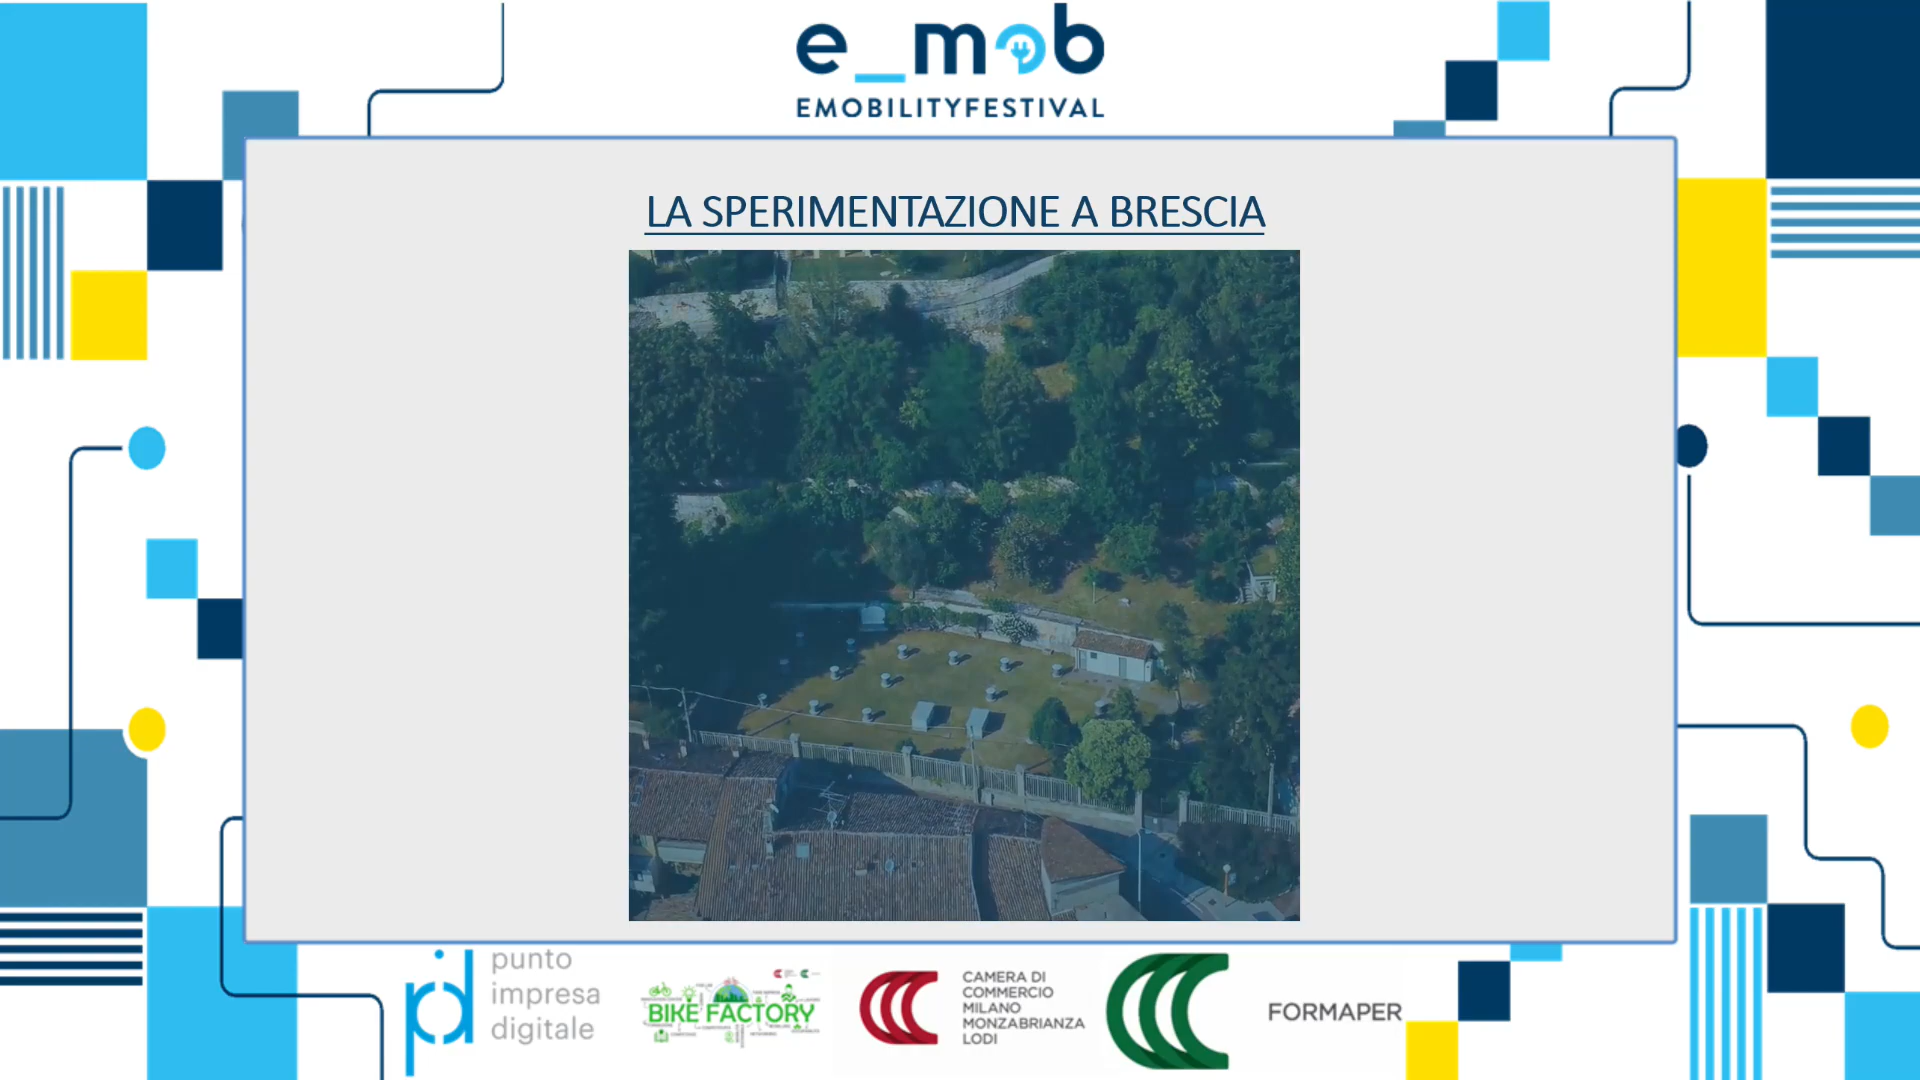 e_mob
EMOBILITYFESTIVAL
LA SPERIMENTAZIONE A BRESCIA
punto
impresa
digitale
BIKE FACTORY
CAMERA DI
COMMERCIO
MILANO
MONZABRIANZA
LODI
FORMAPER